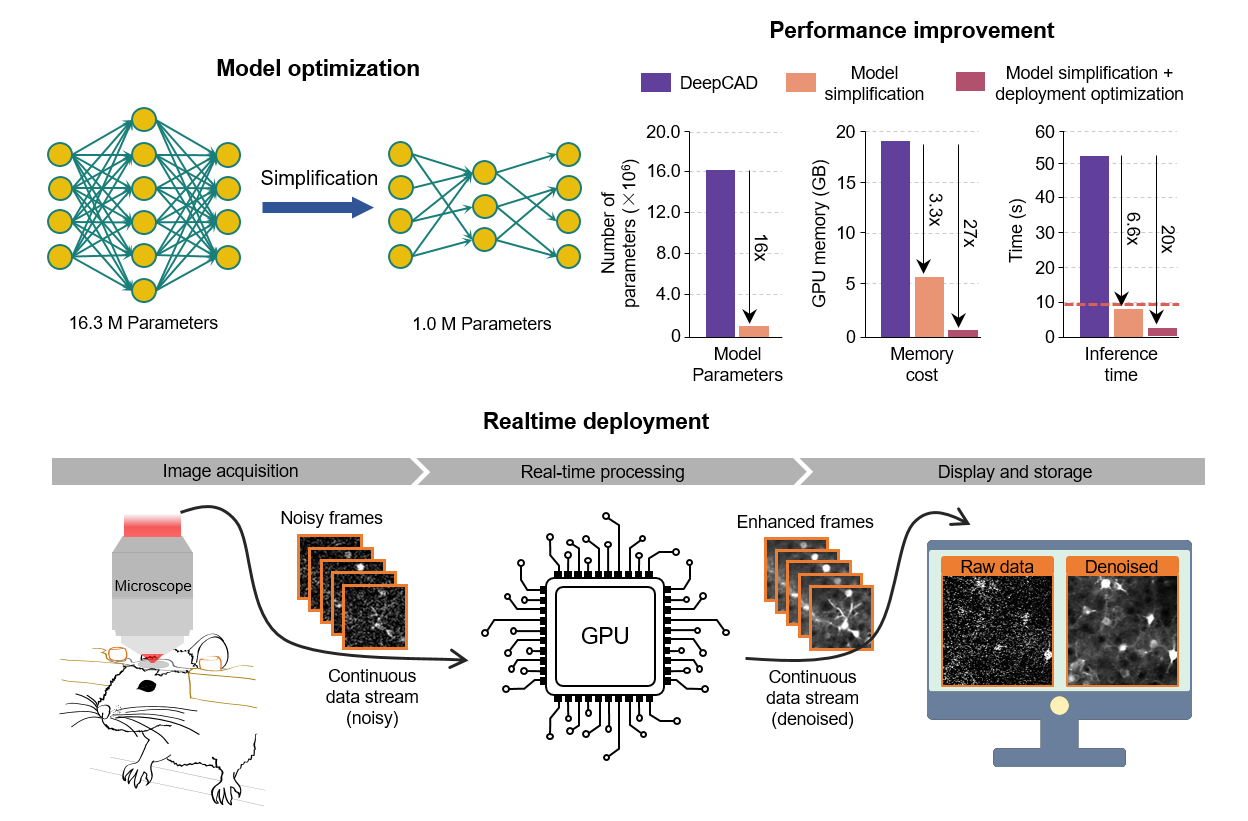 Model optimization
Simplification
16.3 M Parameters
1.0 M Parameters
Performance improvement
DeepCAD
Model
simplification
Model simplification +
deployment optimization
Number of
parameters (×10⁶)
20.0
16.0
12.0
8.0
4.0
0
16x
Model
Parameters
GPU memory (GB)
20
15
10
5
0
3.3x
27x
Memory
cost
Time (s)
60
50
40
30
20
10
0
6.6x
20x
Inference
time
Realtime deployment
Image acquisition
Real-time processing
Display and storage
Microscope
Noisy frames
Continuous
data stream
(noisy)
GPU
Enhanced frames
Continuous
data stream
(denoised)
Raw data
Denoised